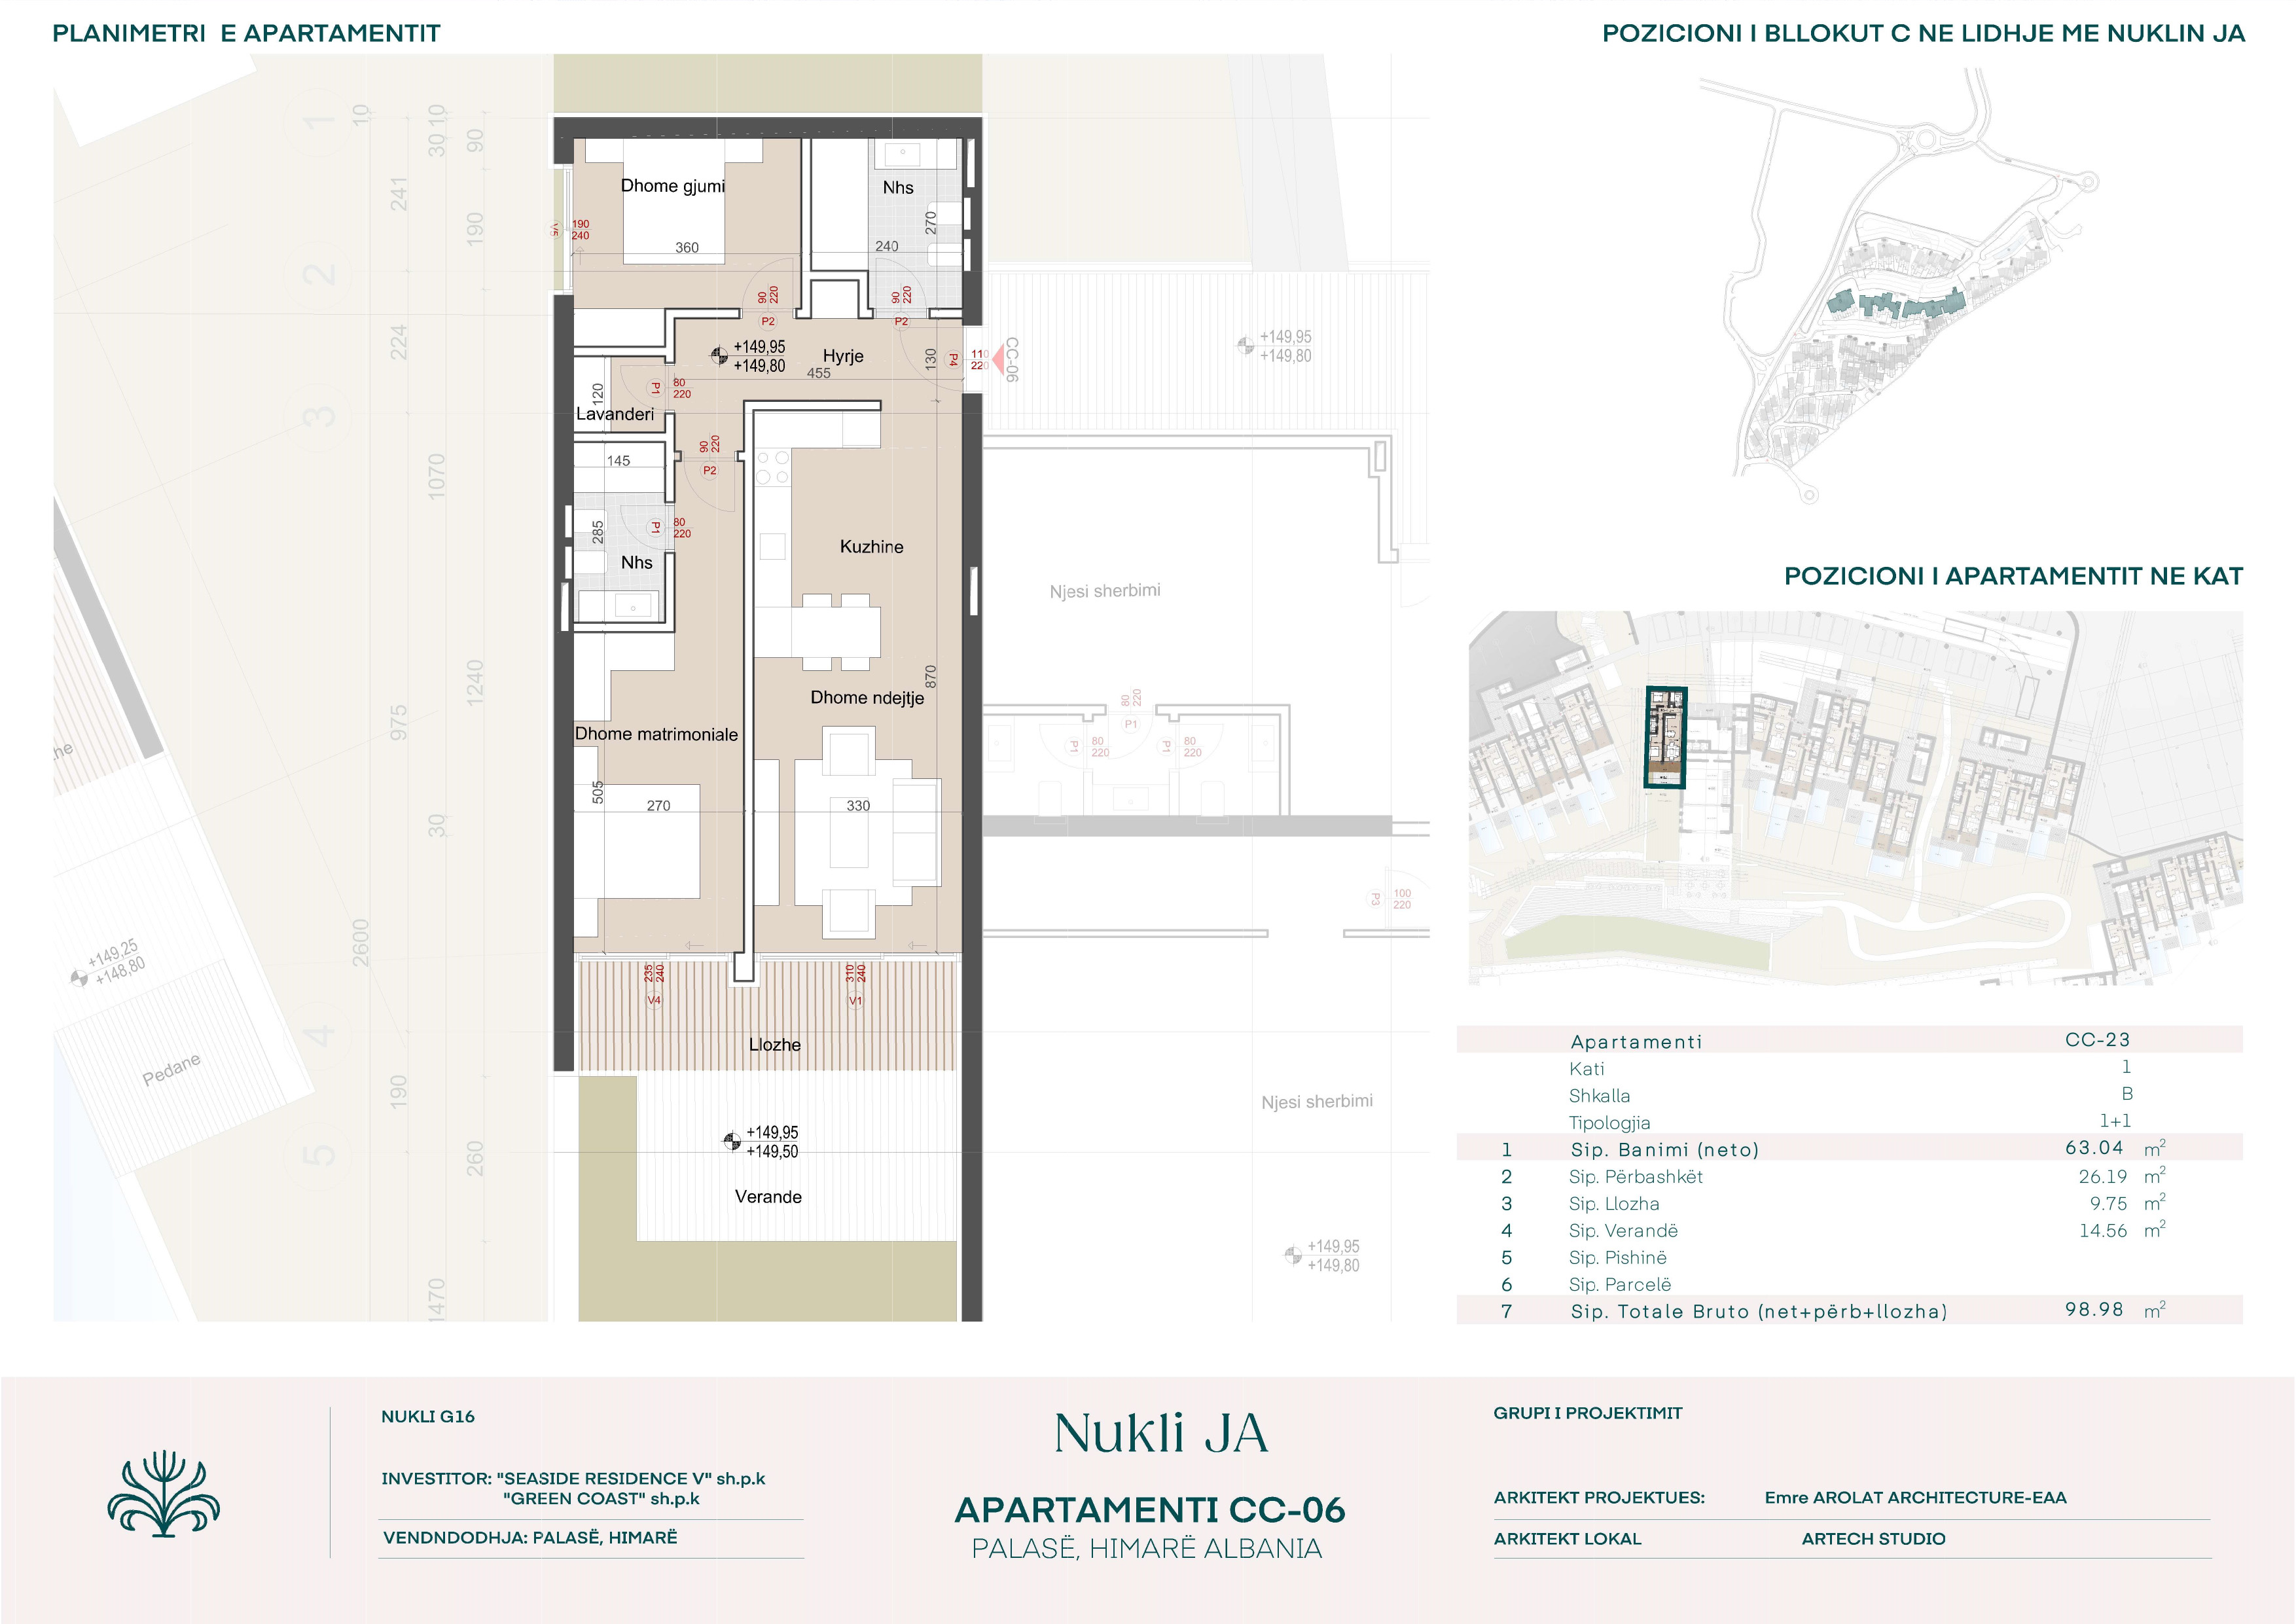 PLANIMETRI E APARTAMENTIT
POZICIONI I BLLOKUT C NE LIDHJE ME NUKLIN JA
1
10
30 10
90
241
190
2
224
3
1070
1240
975
30
2600
4
190
5
260
1470
Dhome gjumi
Nhs
V5
190
240
360
240
270
90
220
P2
90
220
P2
+149,95
+149,80
Hyrje
455
130
P4
110
220
CC-06
+149,95
+149,80
120
P1
80
220
Lavanderi
90
220
P2
145
285
P1
80
220
Nhs
Kuzhine
Njesi sherbimi
870
Dhome ndejtje
Dhome matrimoniale
80
220
P1
P1
80
220
P1
80
220
505
270
330
P3
100
220
235
240
V4
310
240
V1
Llozhe
+149,25
+148,80
Pedane
Njesi sherbimi
+149,95
+149,50
Verande
+149,95
+149,80
POZICIONI I APARTAMENTIT NE KAT
Apartamenti CC-23
Kati 1
Shkalla B
Tipologjia 1+1
1 Sip. Banimi (neto) 63.04 m²
2 Sip. Përbashkët 26.19 m²
3 Sip. Llozha 9.75 m²
4 Sip. Verandë 14.56 m²
5 Sip. Pishinë
6 Sip. Parcelë
7 Sip. Totale Bruto (net+përb+llozha) 98.98 m²
NUKLI G16
INVESTITOR: "SEASIDE RESIDENCE V" sh.p.k
"GREEN COAST" sh.p.k
VENDNDODHJA: PALASË, HIMARË
Nukli JA
APARTAMENTI CC-06
PALASË, HIMARË ALBANIA
GRUPI I PROJEKTIMIT
ARKITEKT PROJEKTUES: Emre AROLAT ARCHITECTURE-EAA
ARKITEKT LOKAL ARTECH STUDIO